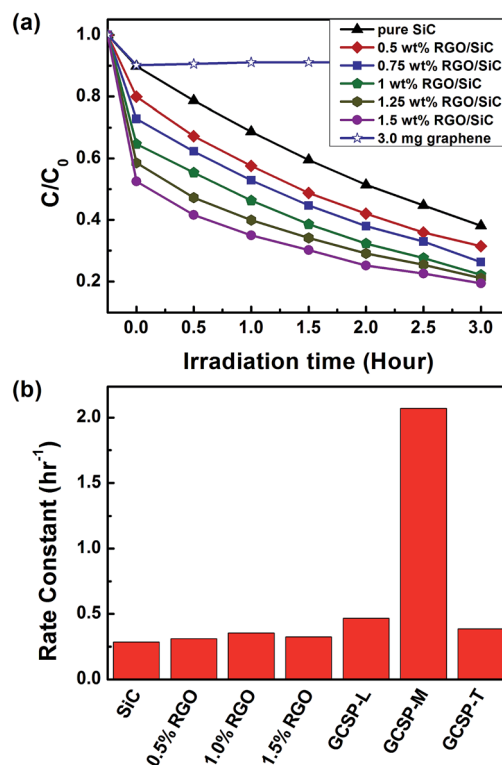 (a)
pure SiC
0.5 wt% RGO/SiC
0.75 wt% RGO/SiC
1 wt% RGO/SiC
1.25 wt% RGO/SiC
1.5 wt% RGO/SiC
3.0 mg graphene
C/C0
1.0
0.8
0.6
0.4
0.2
0.0 0.5 1.0 1.5 2.0 2.5 3.0
Irradiation time (Hour)
(b)
Rate Constant (hr-1)
2.0
1.5
1.0
0.5
0.0
SiC
0.5% RGO
1.0% RGO
1.5% RGO
GCSP-L
GCSP-M
GCSP-T